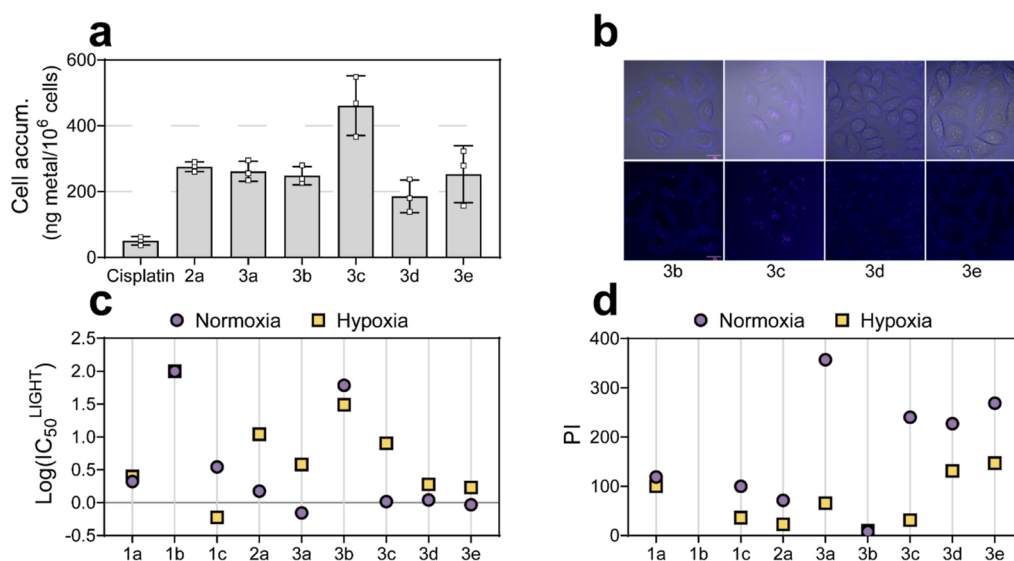 a
Cell accum.
(ng metal/10⁶ cells)
600
400
200
0
Cisplatin 2a 3a 3b 3c 3d 3e
b
3b 3c 3d 3e
c
Normoxia Hypoxia
Log(IC₅₀ᴸᴵᴳᴴᵀ)
2.5
2.0
1.5
1.0
0.5
0.0
-0.5
1a 1b 1c 2a 3a 3b 3c 3d 3e
d
Normoxia Hypoxia
PI
400
300
200
100
0
1a 1b 1c 2a 3a 3b 3c 3d 3e